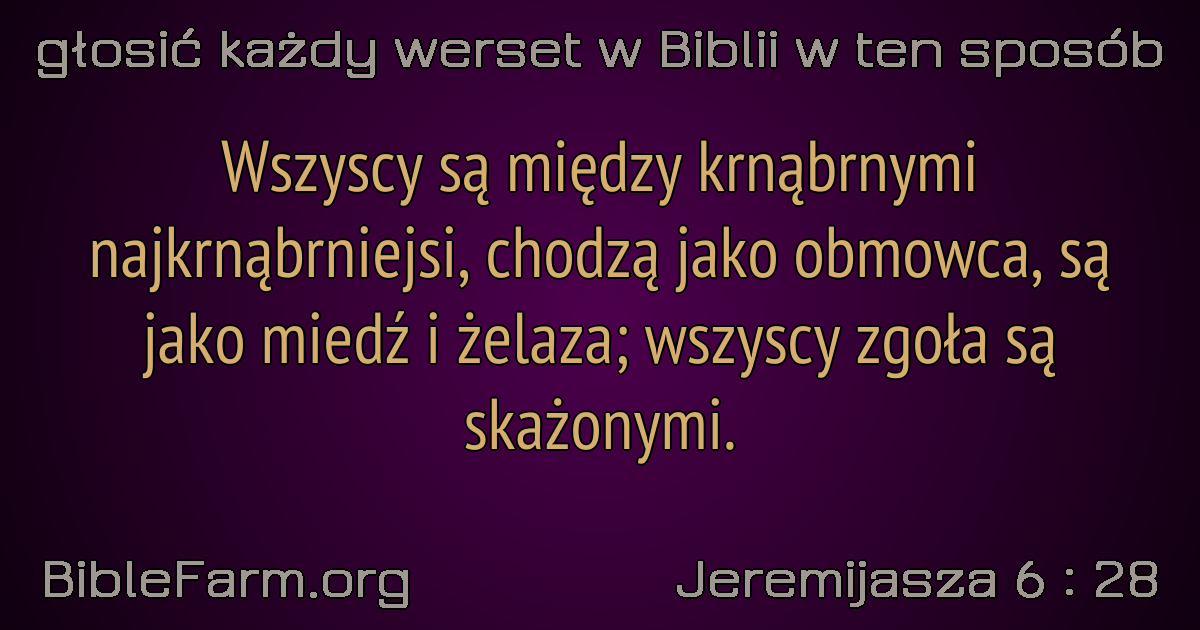 głosić każdy werset w Biblii w ten sposób
Wszyscy są między krnąbrnymi
najkrnąbrniejsi, chodzą jako obmowca, są
jako miedź i żelaza; wszyscy zgoła są
skażonymi.
BibleFarm.org
Jeremijasza 6 : 28